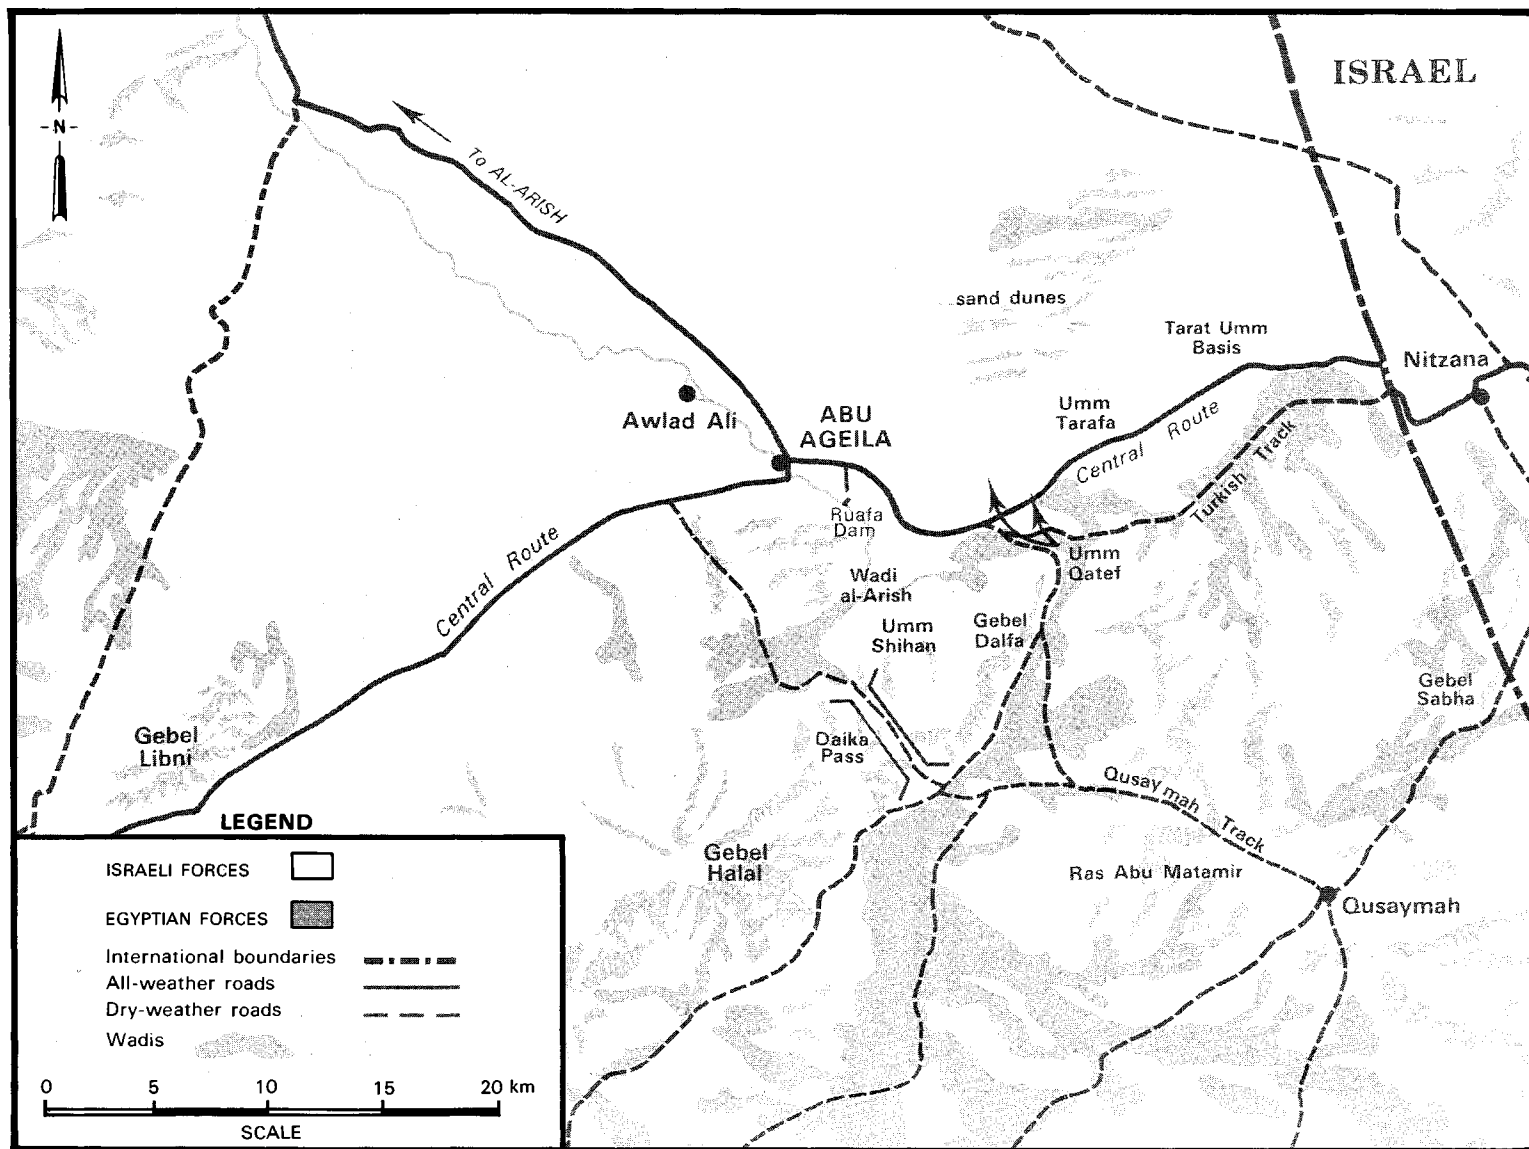 ISRAEL
-N-
To AL-ARISH
sand dunes
Tarat Umm
Basis
Nitzana
Awlad Ali
ABU
AGEILA
Umm
Tarafa
Central Route
Turkish Track
Ruafa
Dam
Umm
Qatef
Central Route
Wadi
al-Arish
Umm
Shihan
Gebel
Dalfa
Gebel
Sabha
Gebel
Libni
Daika
Pass
Qusaymah Track
Gebel
Halal
Ras Abu Matamir
Qusaymah
LEGEND
ISRAELI FORCES
EGYPTIAN FORCES
International boundaries
All-weather roads
Dry-weather roads
Wadis
0 5 10 15 20 km
SCALE